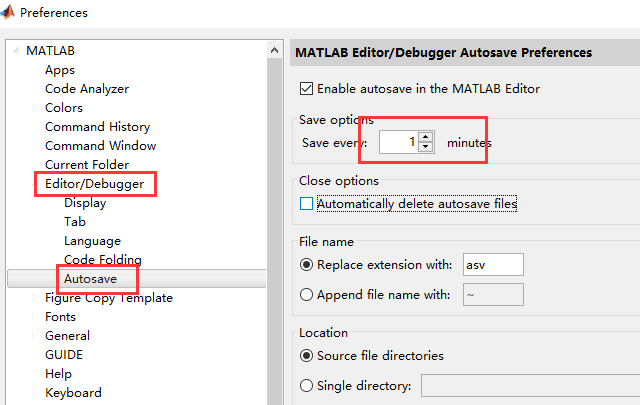 Preferences
MATLAB
Apps
Code Analyzer
Colors
Command History
Command Window
Current Folder
Editor/Debugger
Display
Tab
Language
Code Folding
Autosave
Figure Copy Template
Fonts
General
GUIDE
Help
Keyboard
MATLAB Editor/Debugger Autosave Preferences
Enable autosave in the MATLAB Editor
Save options
Save every: 1 minutes
Close options
Automatically delete autosave files
File name
Replace extension with: asv
Append file name with: ~
Location
Source file directories
Single directory: